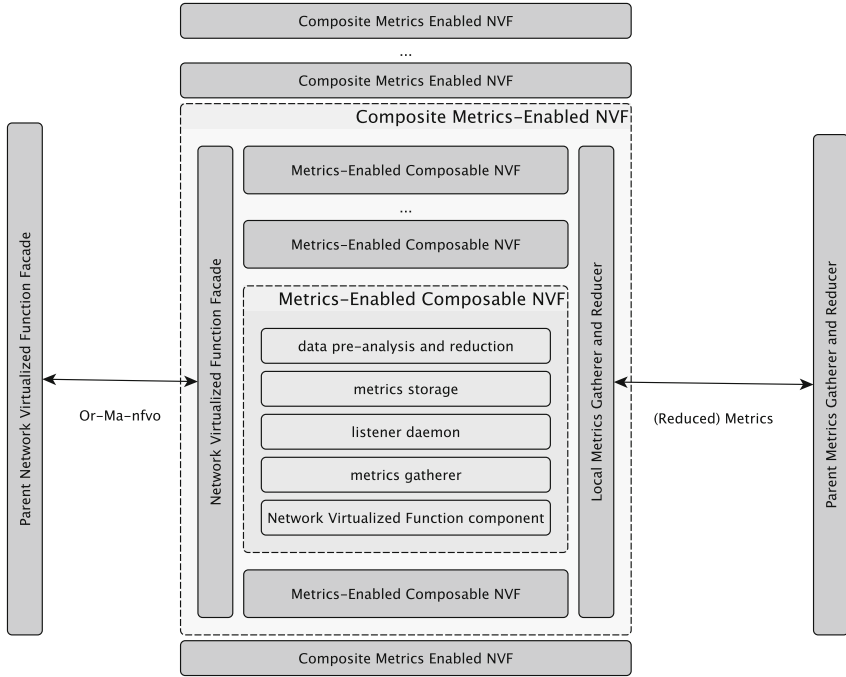 Composite Metrics Enabled NVF
...
Composite Metrics Enabled NVF
Composite Metrics-Enabled NVF
Parent Network Virtualized Function Facade
Or-Ma-nfvo
Network Virtualized Function Facade
Metrics-Enabled Composable NVF
...
Metrics-Enabled Composable NVF
Metrics-Enabled Composable NVF
data pre-analysis and reduction
metrics storage
listener daemon
metrics gatherer
Network Virtualized Function component
Metrics-Enabled Composable NVF
Local Metrics Gatherer and Reducer
(Reduced) Metrics
Parent Metrics Gatherer and Reducer
Composite Metrics Enabled NVF